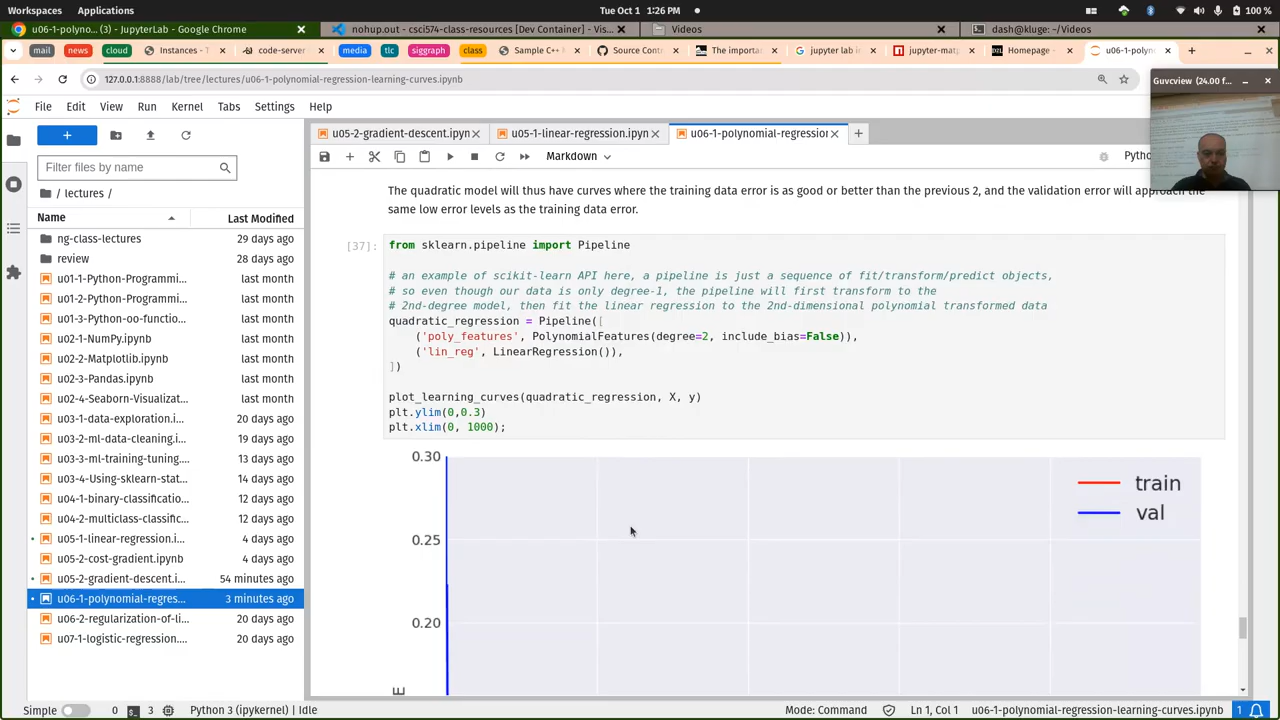 Workspaces Applications Tue Oct 1 1:26 PM 100 %
u06-1-polyno... (3) - JupyterLab - Google Chrome
nohup.out - csci574-class-resources [Dev Container] - Vis...
Videos
dash@kluge: ~/Videos
mail news cloud Instances - T code-server media tlc siggraph class Sample C++ K Source Cont The importa jupyter lab i jupyter-mat Homepage - u06-1-pol
127.0.0.1:8888/lab/tree/lectures/u06-1-polynomial-regression-learning-curves.ipynb
Guvcview (24.00 f...
File Edit View Run Kernel Tabs Settings Help
u05-2-gradient-descent.ipyn u05-1-linear-regression.ipyn u06-1-polynomial-regression
Filter files by name
Markdown
Pytho
/ lectures /
Name Last Modified
ng-class-lectures 29 days ago
review 28 days ago
u01-1-Python-Programmi... last month
u01-2-Python-Programmi... last month
u01-3-Python-oo-functio... last month
u02-1-NumPy.ipynb last month
u02-2-Matplotlib.ipynb last month
u02-3-Pandas.ipynb last month
u02-4-Seaborn-Visualizat... last month
u03-1-data-exploration.i... 20 days ago
u03-2-ml-data-cleaning.i... 19 days ago
u03-3-ml-training-tuning.... 13 days ago
u03-4-Using-sklearn-stat... 14 days ago
u04-1-binary-classificatio... 12 days ago
u04-2-multiclass-classific... 12 days ago
u05-1-linear-regression.i... 4 days ago
u05-2-cost-gradient.ipynb 4 days ago
u05-2-gradient-descent.i... 54 minutes ago
u06-1-polynomial-regres... 3 minutes ago
u06-2-regularization-of-li... 20 days ago
u07-1-logistic-regression.... 20 days ago
The quadratic model will thus have curves where the training data error is as good or better than the previous 2, and the validation error will approach the
same low error levels as the training data error.
[37]:
from sklearn.pipeline import Pipeline
# an example of scikit-learn API here, a pipeline is just a sequence of fit/transform/predict objects,
# so even though our data is only degree-1, the pipeline will first transform to the
# 2nd-degree model, then fit the linear regression to the 2nd-dimensional polynomial transformed data
quadratic_regression = Pipeline([
('poly_features', PolynomialFeatures(degree=2, include_bias=False)),
('lin_reg', LinearRegression()),
])
plot_learning_curves(quadratic_regression, X, y)
plt.ylim(0,0.3)
plt.xlim(0, 1000);
0.30
train
val
0.25
0.20
E
Simple 0 3 Python 3 (ipykernel) | Idle Mode: Command Ln 1, Col 1 u06-1-polynomial-regression-learning-curves.ipynb 1